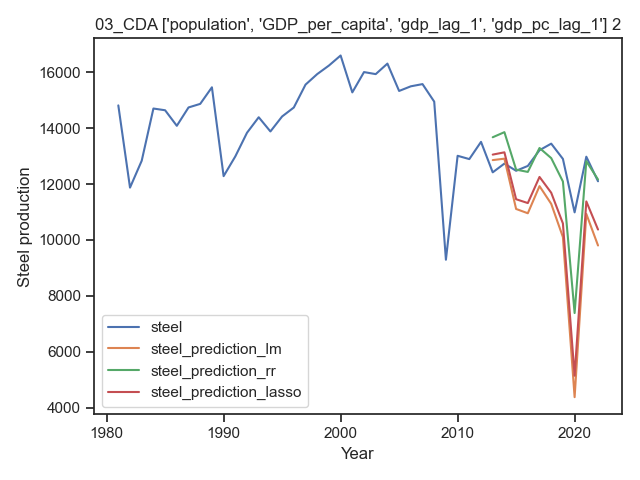 03_CDA ['population', 'GDP_per_capita', 'gdp_lag_1', 'gdp_pc_lag_1'] 2
16000
14000
12000
10000
8000
6000
4000
Steel production
steel
steel_prediction_lm
steel_prediction_rr
steel_prediction_lasso
1980
1990
2000
2010
2020
Year